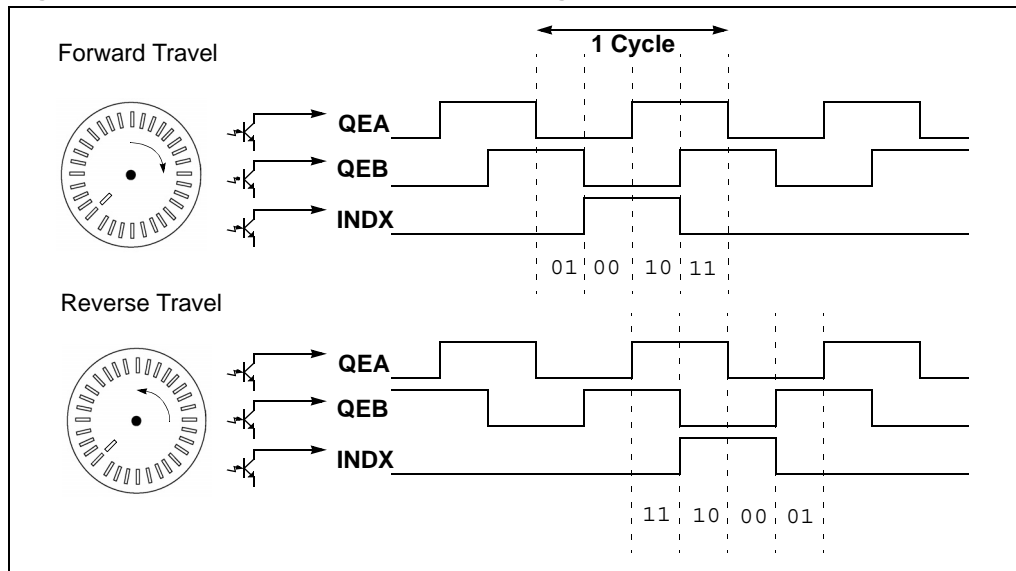 Forward Travel
1 Cycle
QEA
QEB
INDX
01 00 10 11
Reverse Travel
QEA
QEB
INDX
11 10 00 01